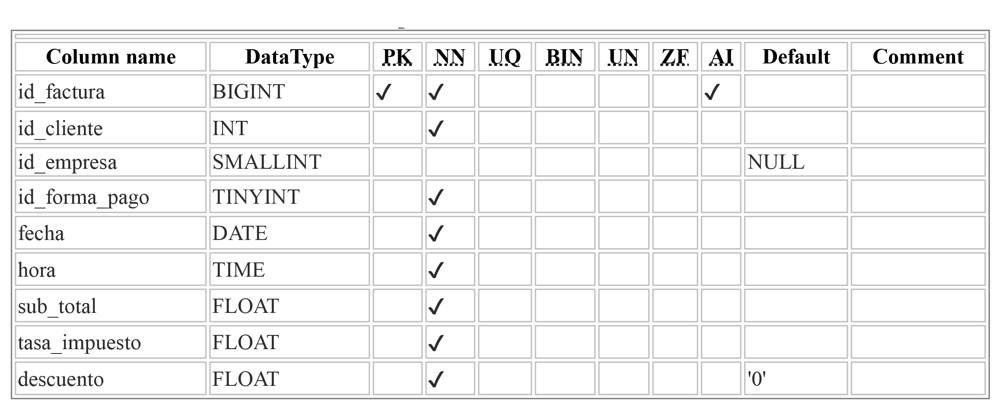 Column name DataType PK NN UQ BIN UN ZF AI Default Comment
id_factura BIGINT ✓ ✓ ✓
id_cliente INT ✓
id_empresa SMALLINT NULL
id_forma_pago TINYINT ✓
fecha DATE ✓
hora TIME ✓
sub_total FLOAT ✓
tasa_impuesto FLOAT ✓
descuento FLOAT ✓ '0'